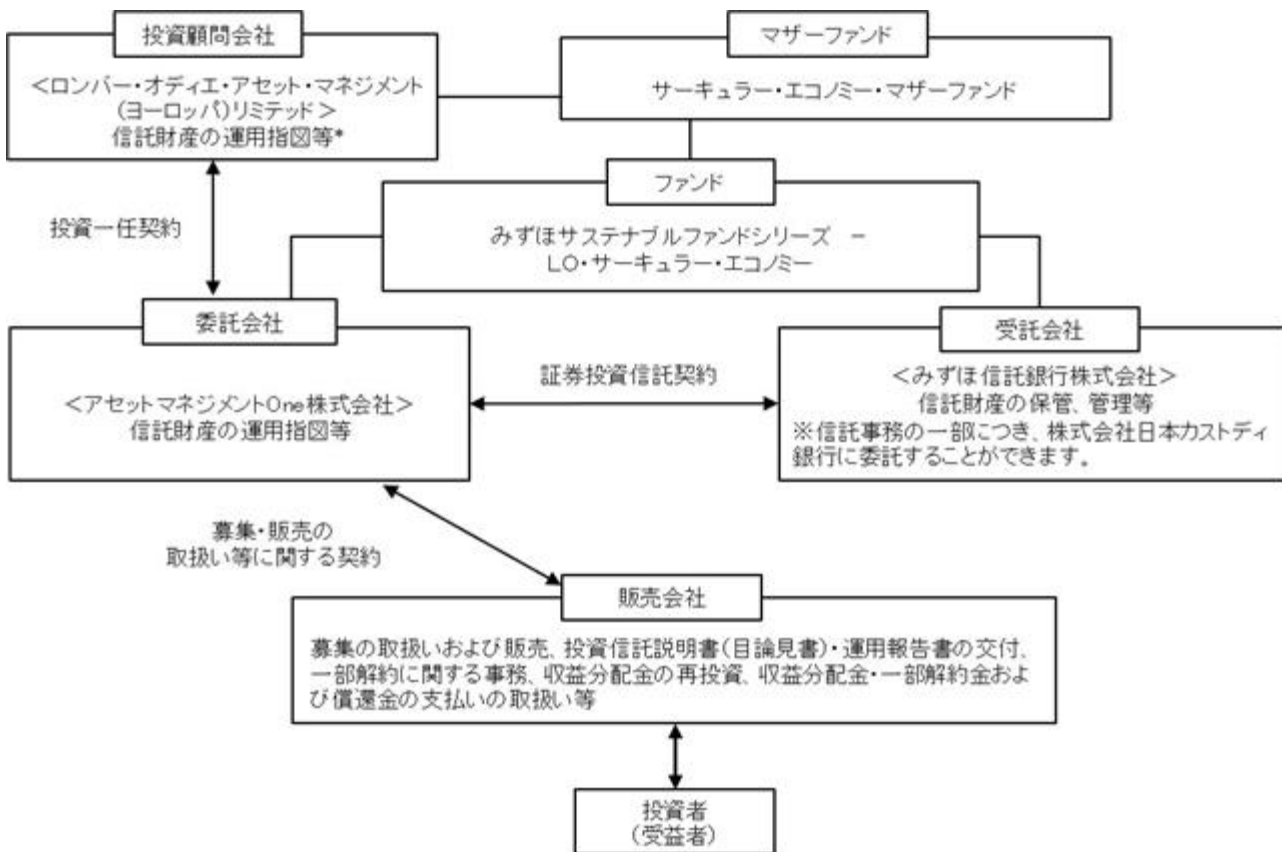 投資顧問会社
＜ロンバー・オディエ・アセット・マネジメント
(ヨーロッパ)リミテッド＞
信託財産の運用指図等*
マザーファンド
サーキュラー・エコノミー・マザーファンド
ファンド
みずほサステナブルファンドシリーズ －
LO・サーキュラー・エコノミー
投資一任契約
委託会社
＜アセットマネジメントOne株式会社＞
信託財産の運用指図等
証券投資信託契約
受託会社
＜みずほ信託銀行株式会社＞
信託財産の保管、管理等
※信託事務の一部につき、株式会社日本カストディ
銀行に委託することができます。
募集・販売の
取扱い等に関する契約
販売会社
募集の取扱いおよび販売、投資信託説明書(目論見書)・運用報告書の交付、
一部解約に関する事務、収益分配金の再投資、収益分配金・一部解約金およ
び償還金の支払いの取扱い等
投資者
(受益者)